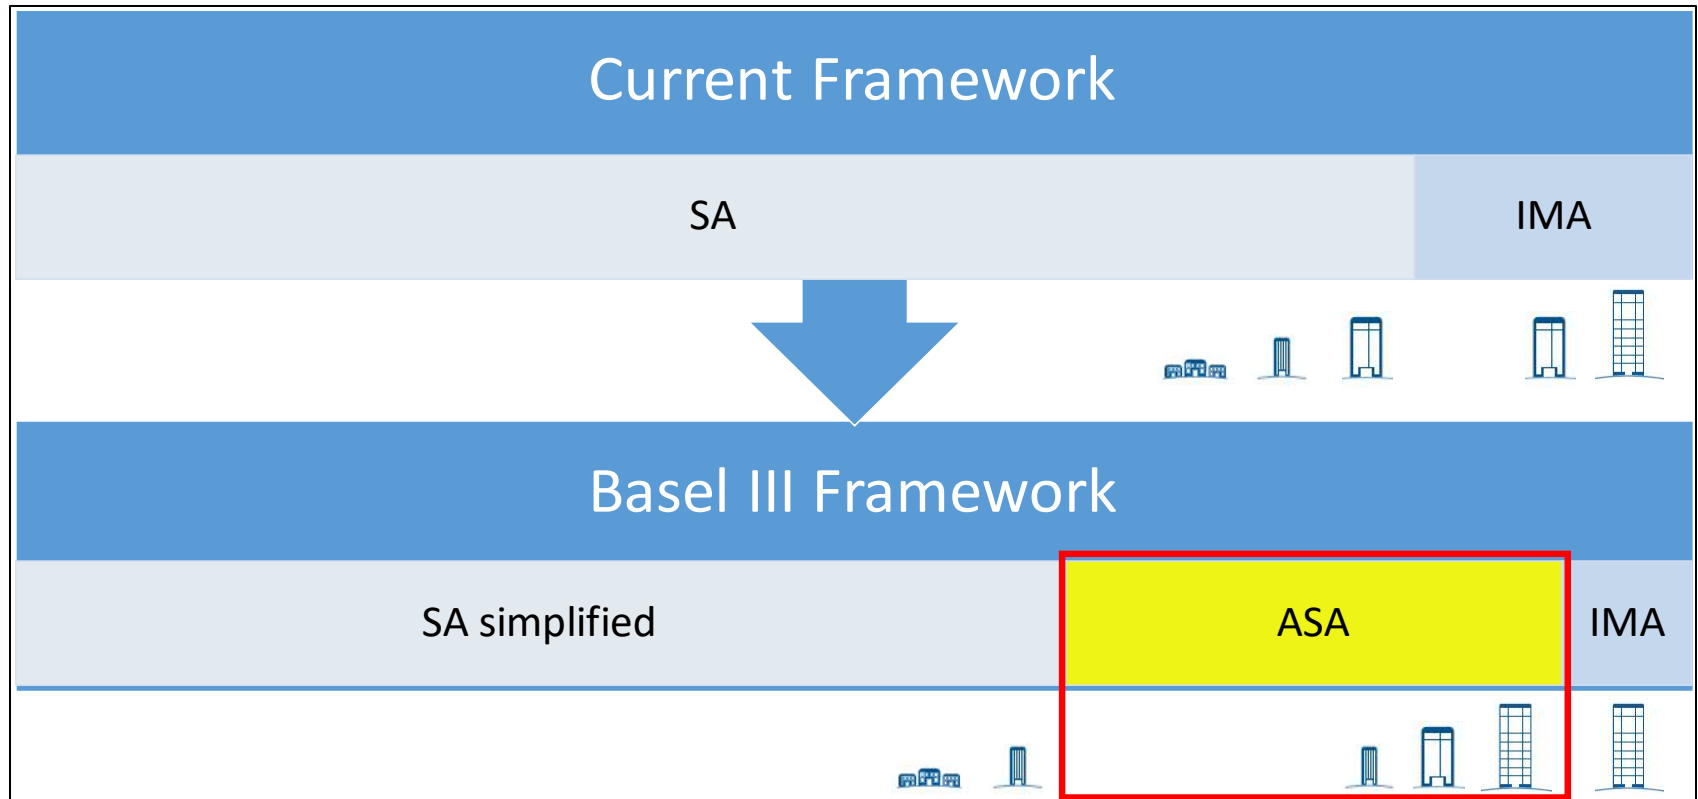 Current Framework
SA
IMA
Basel III Framework
SA simplified
ASA
IMA